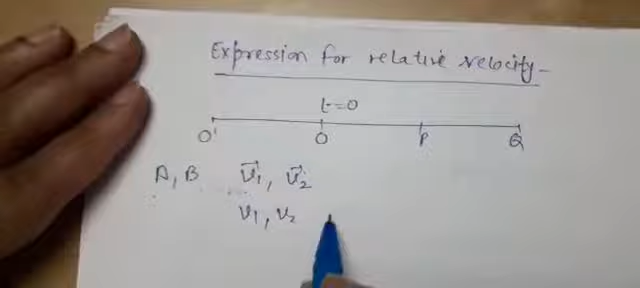 Expression for relative velocity-
t=0
O' O P Q
A, B v⃗₁, v⃗₂
v₁, v₂